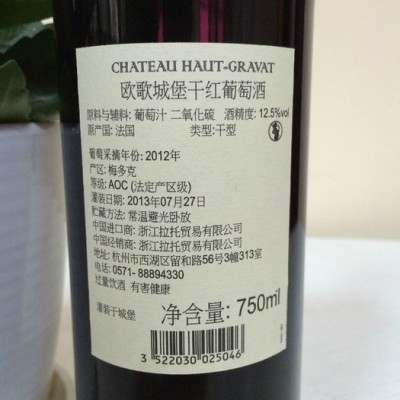 CHATEAU HAUT-GRAVAT
欧歌城堡干红葡萄酒
原料与辅料: 葡萄汁 二氧化硫 酒精度: 12.5%vol
原产国: 法国 类型: 干型
葡萄采摘年份: 2012年
产区: 梅多克
等级: AOC (法定产区级)
灌装日期: 2013年07月27日
贮藏方法: 常温避光卧放
中国进口商: 浙江拉托贸易有限公司
中国经销商: 浙江拉托贸易有限公司
地址: 杭州市西湖区留和路56号3幢313室
电话: 0571- 88894330
过量饮酒 有害健康
灌装于城堡 净含量: 750ml
3 522030 025046